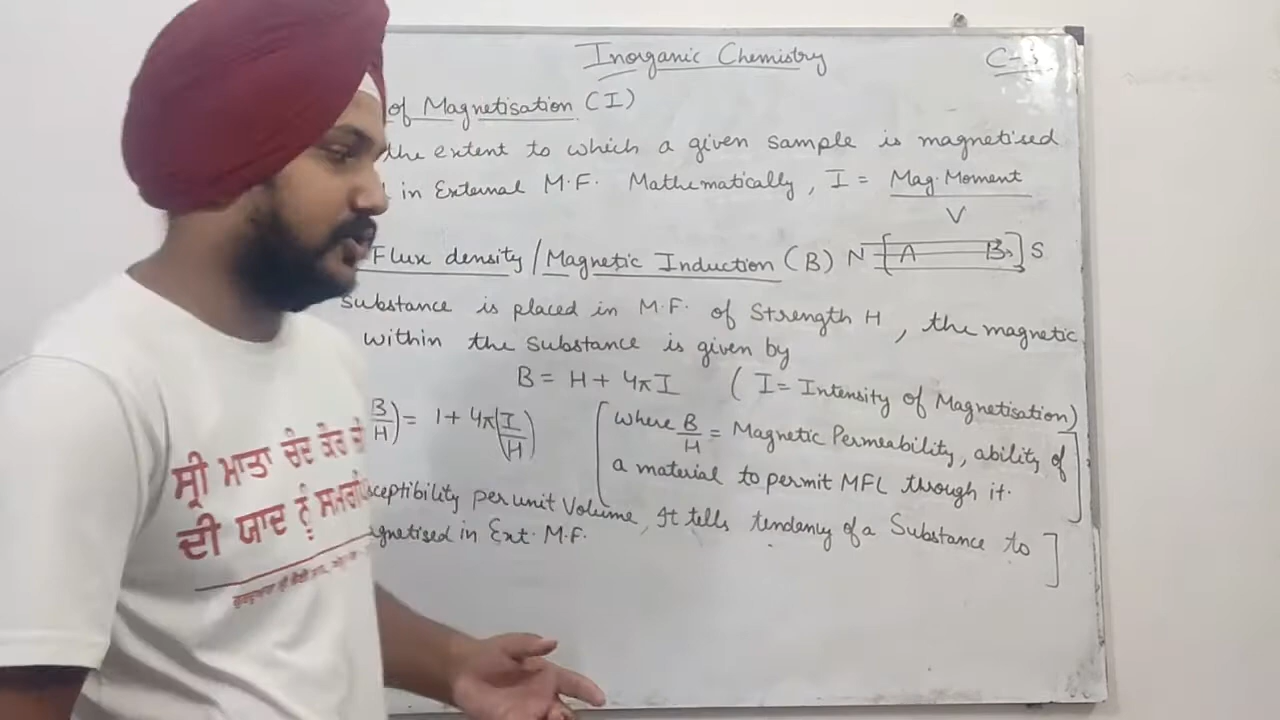 Inorganic Chemistry
C-3
of Magnetisation (I)
the extent to which a given sample is magnetised
in External M.F. Mathematically, I = Mag. Moment / V
Flux density / Magnetic Induction (B) N [A B] S
substance is placed in M.F. of Strength H, the magnetic
within the substance is given by
B = H + 4πI (I = Intensity of Magnetisation)
(B/H) = 1 + 4π(I/H)
[where B/H = Magnetic Permeability, ability of
a material to permit MFL through it.]
sceptibility per unit Volume, It tells tendency of a Substance to
gnetised in Ext. M.F.]
ਸ੍ਰੀ ਮਾਤਾ ਚੰਦ ਕੌਰ ਜੀ
ਦੀ ਯਾਦ ਨੂੰ ਸਮਰਪਿ